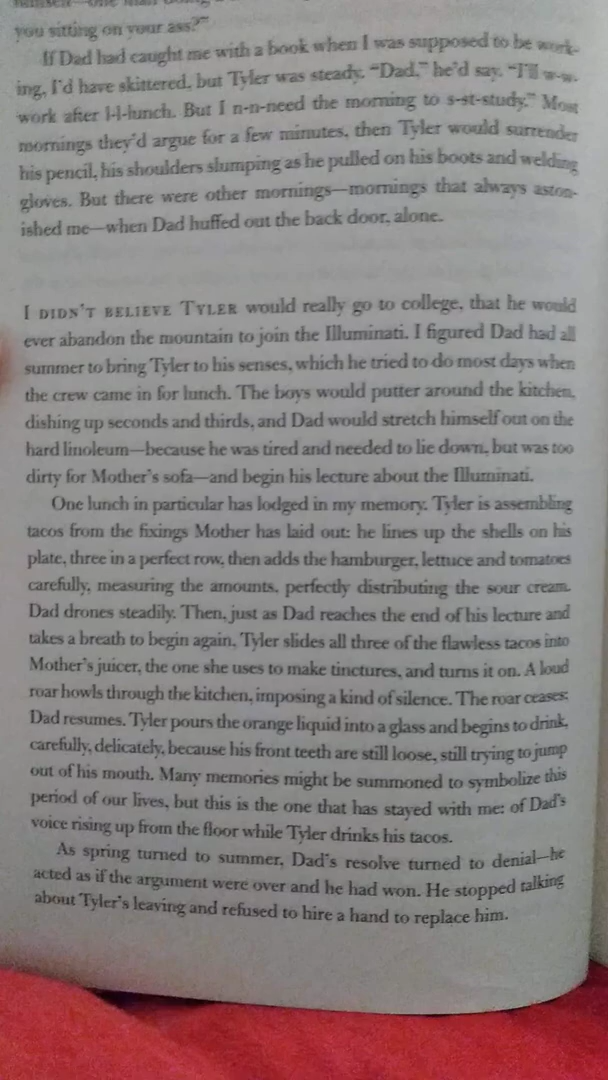 himself—one man doing a
you sitting on your ass?”
If Dad had caught me with a book when I was supposed to be work-
ing, I’d have skittered, but Tyler was steady. “Dad,” he’d say. “I’ll w-w-
work after l-l-lunch. But I n-n-need the morning to s-st-study.” Most
mornings they’d argue for a few minutes, then Tyler would surrender
his pencil, his shoulders slumping as he pulled on his boots and welding
gloves. But there were other mornings—mornings that always aston-
ished me—when Dad huffed out the back door, alone.
I DIDN’T BELIEVE TYLER would really go to college, that he would
ever abandon the mountain to join the Illuminati. I figured Dad had all
summer to bring Tyler to his senses, which he tried to do most days when
the crew came in for lunch. The boys would putter around the kitchen,
dishing up seconds and thirds, and Dad would stretch himself out on the
hard linoleum—because he was tired and needed to lie down, but was too
dirty for Mother’s sofa—and begin his lecture about the Illuminati.
One lunch in particular has lodged in my memory. Tyler is assembling
tacos from the fixings Mother has laid out: he lines up the shells on his
plate, three in a perfect row, then adds the hamburger, lettuce and tomatoes
carefully, measuring the amounts, perfectly distributing the sour cream.
Dad drones steadily. Then, just as Dad reaches the end of his lecture and
takes a breath to begin again, Tyler slides all three of the flawless tacos into
Mother’s juicer, the one she uses to make tinctures, and turns it on. A loud
roar howls through the kitchen, imposing a kind of silence. The roar ceases;
Dad resumes. Tyler pours the orange liquid into a glass and begins to drink,
carefully, delicately, because his front teeth are still loose, still trying to jump
out of his mouth. Many memories might be summoned to symbolize this
period of our lives, but this is the one that has stayed with me: of Dad’s
voice rising up from the floor while Tyler drinks his tacos.
As spring turned to summer, Dad’s resolve turned to denial—he
acted as if the argument were over and he had won. He stopped talking
about Tyler’s leaving and refused to hire a hand to replace him.